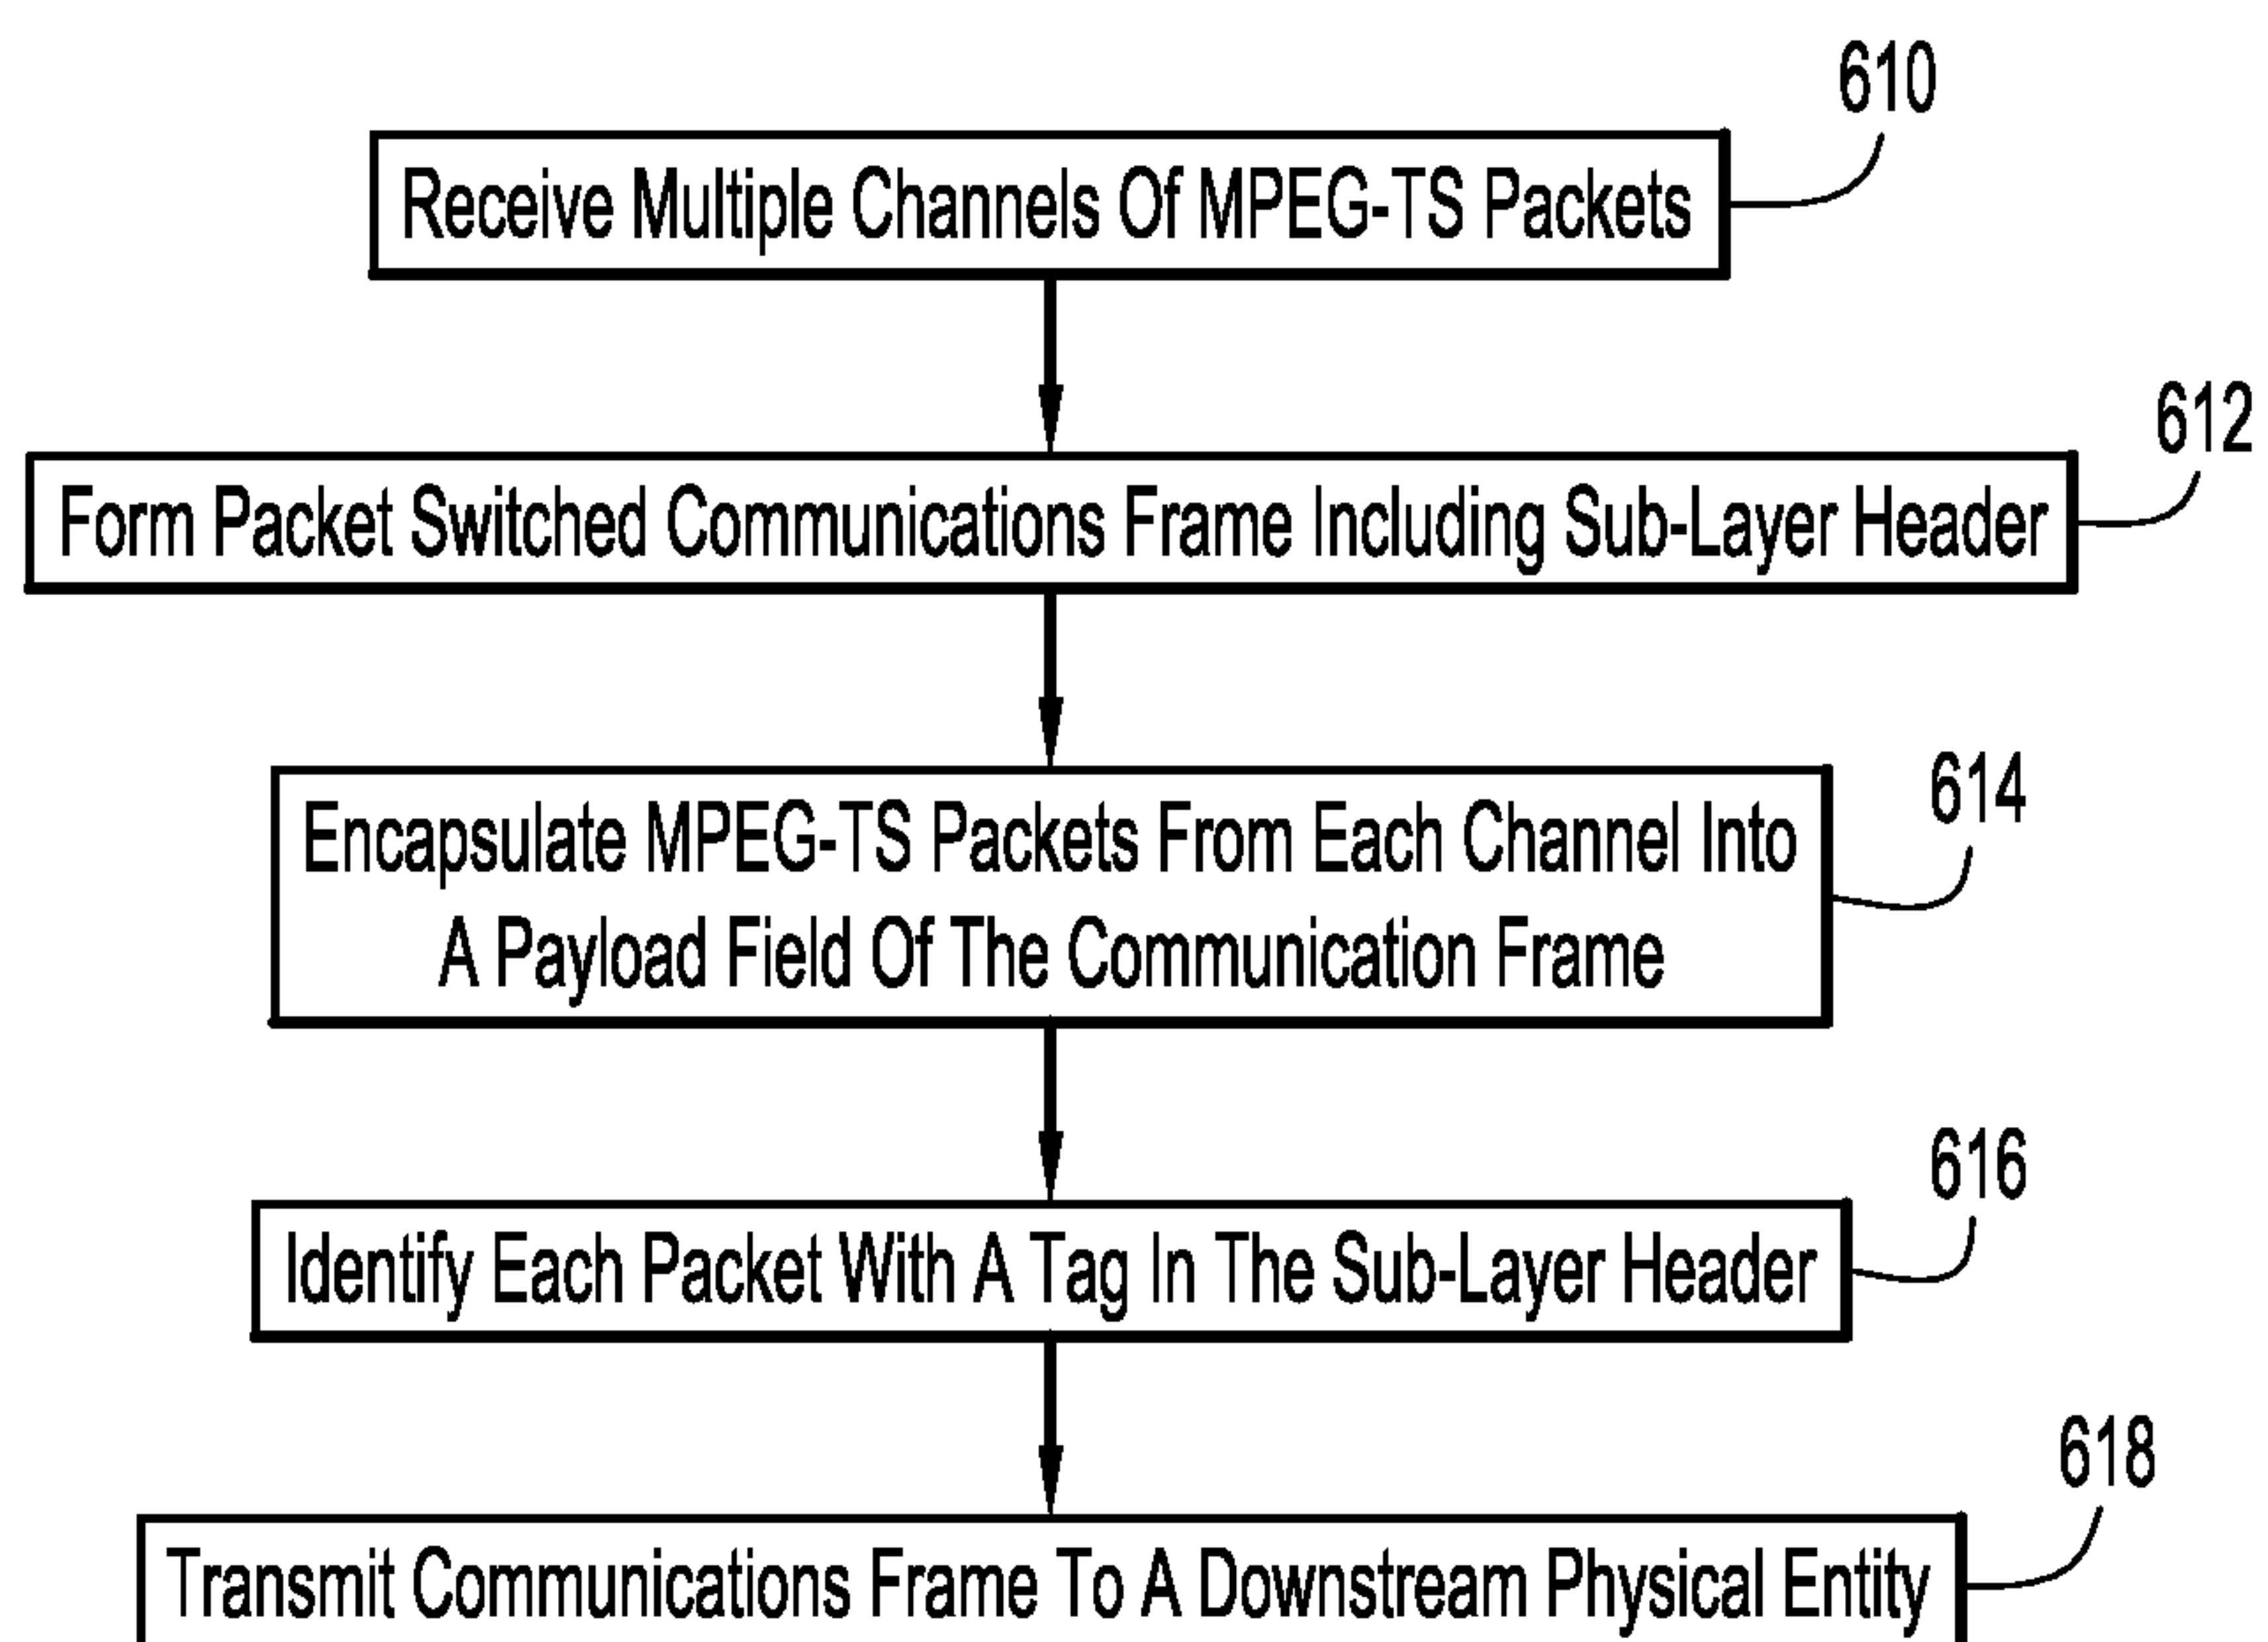 610
Receive Multiple Channels Of MPEG-TS Packets
612
Form Packet Switched Communications Frame Including Sub-Layer Header
614
Encapsulate MPEG-TS Packets From Each Channel Into
A Payload Field Of The Communication Frame
616
Identify Each Packet With A Tag In The Sub-Layer Header
618
Transmit Communications Frame To A Downstream Physical Entity